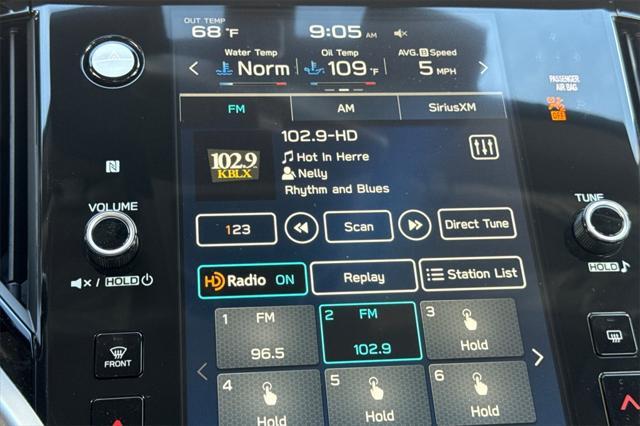 OUT TEMP
68 °F
9:05 AM
Water Temp
Norm
Oil Temp
109 °F
AVG. B Speed
5 MPH
FM
AM
SiriusXM
PASSENGER
AIR BAG
OFF
102.9-HD
Hot In Herre
Nelly
Rhythm and Blues
102.9
KBLX
N
VOLUME
TUNE
123
Scan
Direct Tune
/ HOLD
HOLD
HD Radio ON
Replay
Station List
1 FM
96.5
2 FM
102.9
3
Hold
FRONT
4
Hold
5
Hold
6
Hold